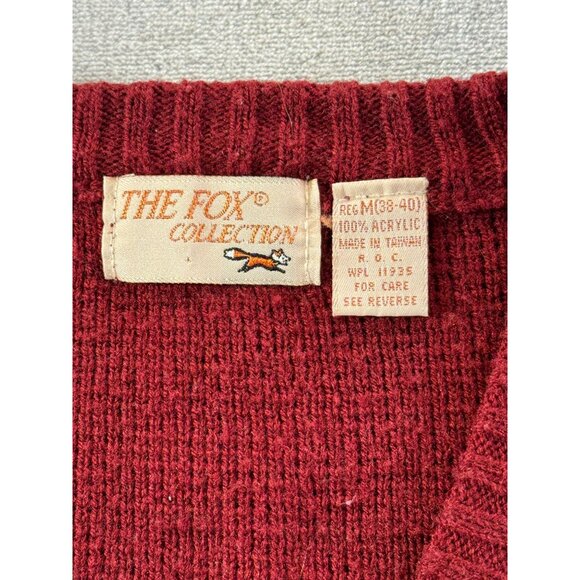 THE FOX®
COLLECTION
REG M(38-40)
100% ACRYLIC
MADE IN TAIWAN
R. O. C.
WPL 11935
FOR CARE
SEE REVERSE